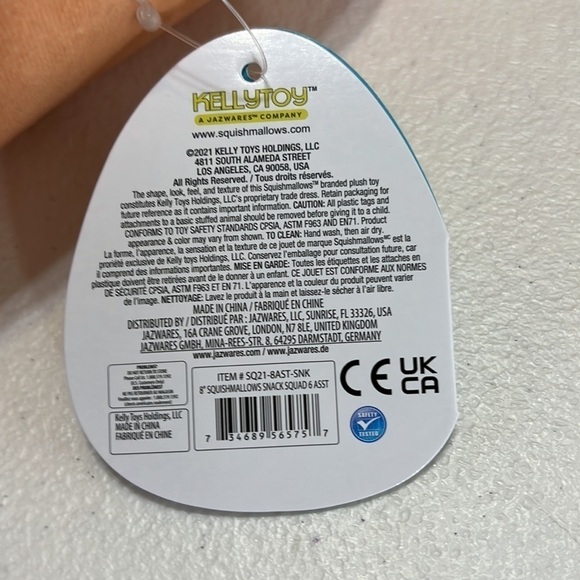 KELLYTOY™
A JAZWARES™ COMPANY
www.squishmallows.com
©2021 KELLY TOYS HOLDINGS, LLC
4811 SOUTH ALAMEDA STREET
LOS ANGELES, CA 90058, USA
All Rights Reserved. / Tous droits réservés.
The shape, look, feel, and texture of this Squishmallows™ branded plush toy
constitutes Kelly Toys Holdings, LLC's proprietary trade dress. Retain packaging for
future reference as it contains important information. CAUTION: All plastic tags and
attachments to a basic stuffed animal should be removed before giving it to a child.
CONFORMS TO TOY SAFETY STANDARDS CPSIA, ASTM F963 AND EN71. Product
appearance & color may vary from shown. TO CLEAN: Hand wash, then air dry.
La forme, l'apparence, la sensation et la texture de ce jouet de marque Squishmallowsᴹᶜ est la
propriété exclusive de Kelly Toys Holdings, LLC. Conservez l'emballage pour consultation future, car
il comprend des informations importantes. MISE EN GARDE: Toutes les étiquettes et les attaches en
plastique doivent être retirées avant de le donner à un enfant. CE JOUET EST CONFORME AUX NORMES
DE SÉCURITÉ CPSIA, ASTM F963 ET EN 71. L'apparence et la couleur du produit peuvent varier
de l'image. NETTOYAGE: Lavez le produit à la main et laissez-le sécher à l'air libre.
MADE IN CHINA / FABRIQUÉ EN CHINE
DISTRIBUTED BY / DISTRIBUÉ PAR : JAZWARES, LLC, SUNRISE, FL 33326, USA
JAZWARES, 16A CRANE GROVE, LONDON, N7 8LE, UNITED KINGDOM
JAZWARES GMBH, MINA-REES-STR. 8, 64295 DARMSTADT, GERMANY
www.jazwares.com / www.jazwares.de
PROBLEMS?
DO NOT RETURN TO STORE.
(U.S. Customers Only)
Kelly Toys Holdings, LLC
MADE IN CHINA
FABRIQUÉ EN CHINE
ITEM # SQ21-8AST-SNK
8" SQUISHMALLOWS SNACK SQUAD 6 ASST
7 34689 56575 7
CE
UK
CA
SAFETY
TESTED